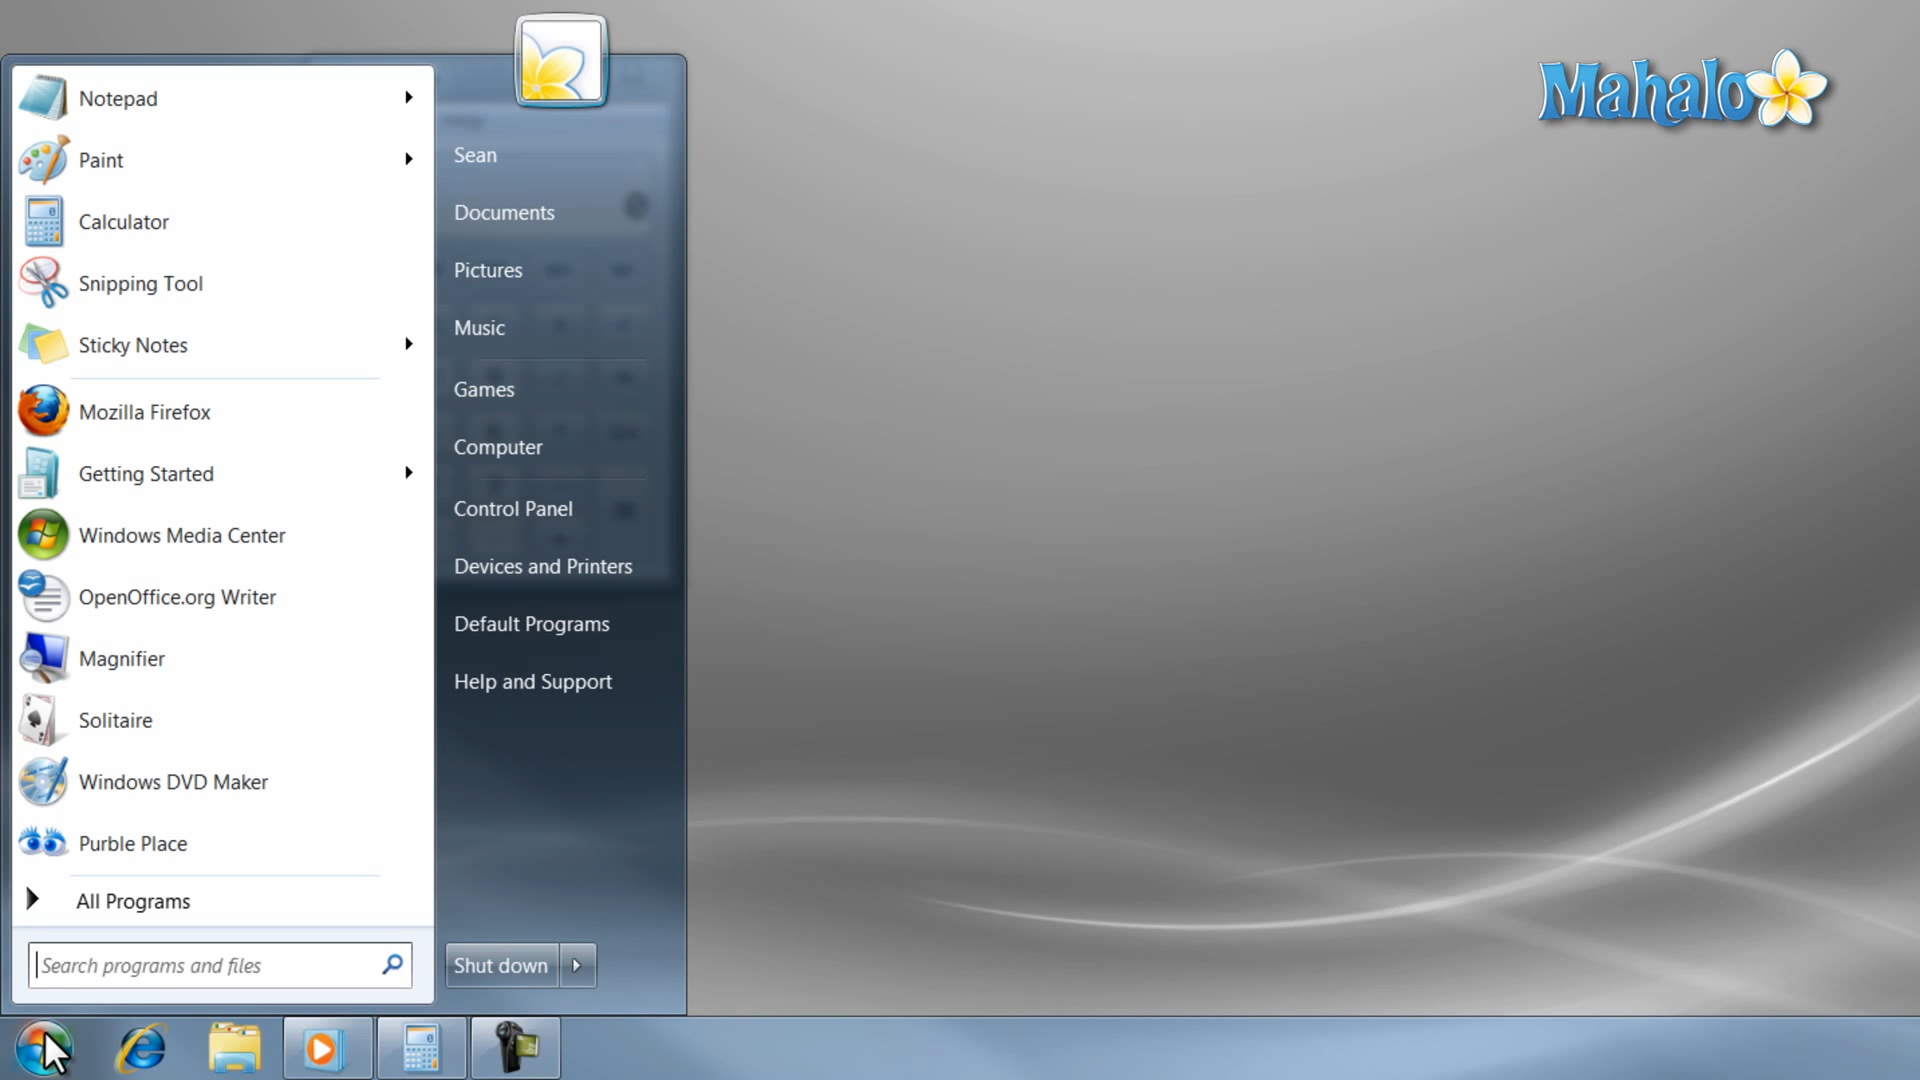 Mahalo
Notepad
Paint
Calculator
Snipping Tool
Sticky Notes
Mozilla Firefox
Getting Started
Windows Media Center
OpenOffice.org Writer
Magnifier
Solitaire
Windows DVD Maker
Purble Place
All Programs
Search programs and files
Sean
Documents
Pictures
Music
Games
Computer
Control Panel
Devices and Printers
Default Programs
Help and Support
Shut down